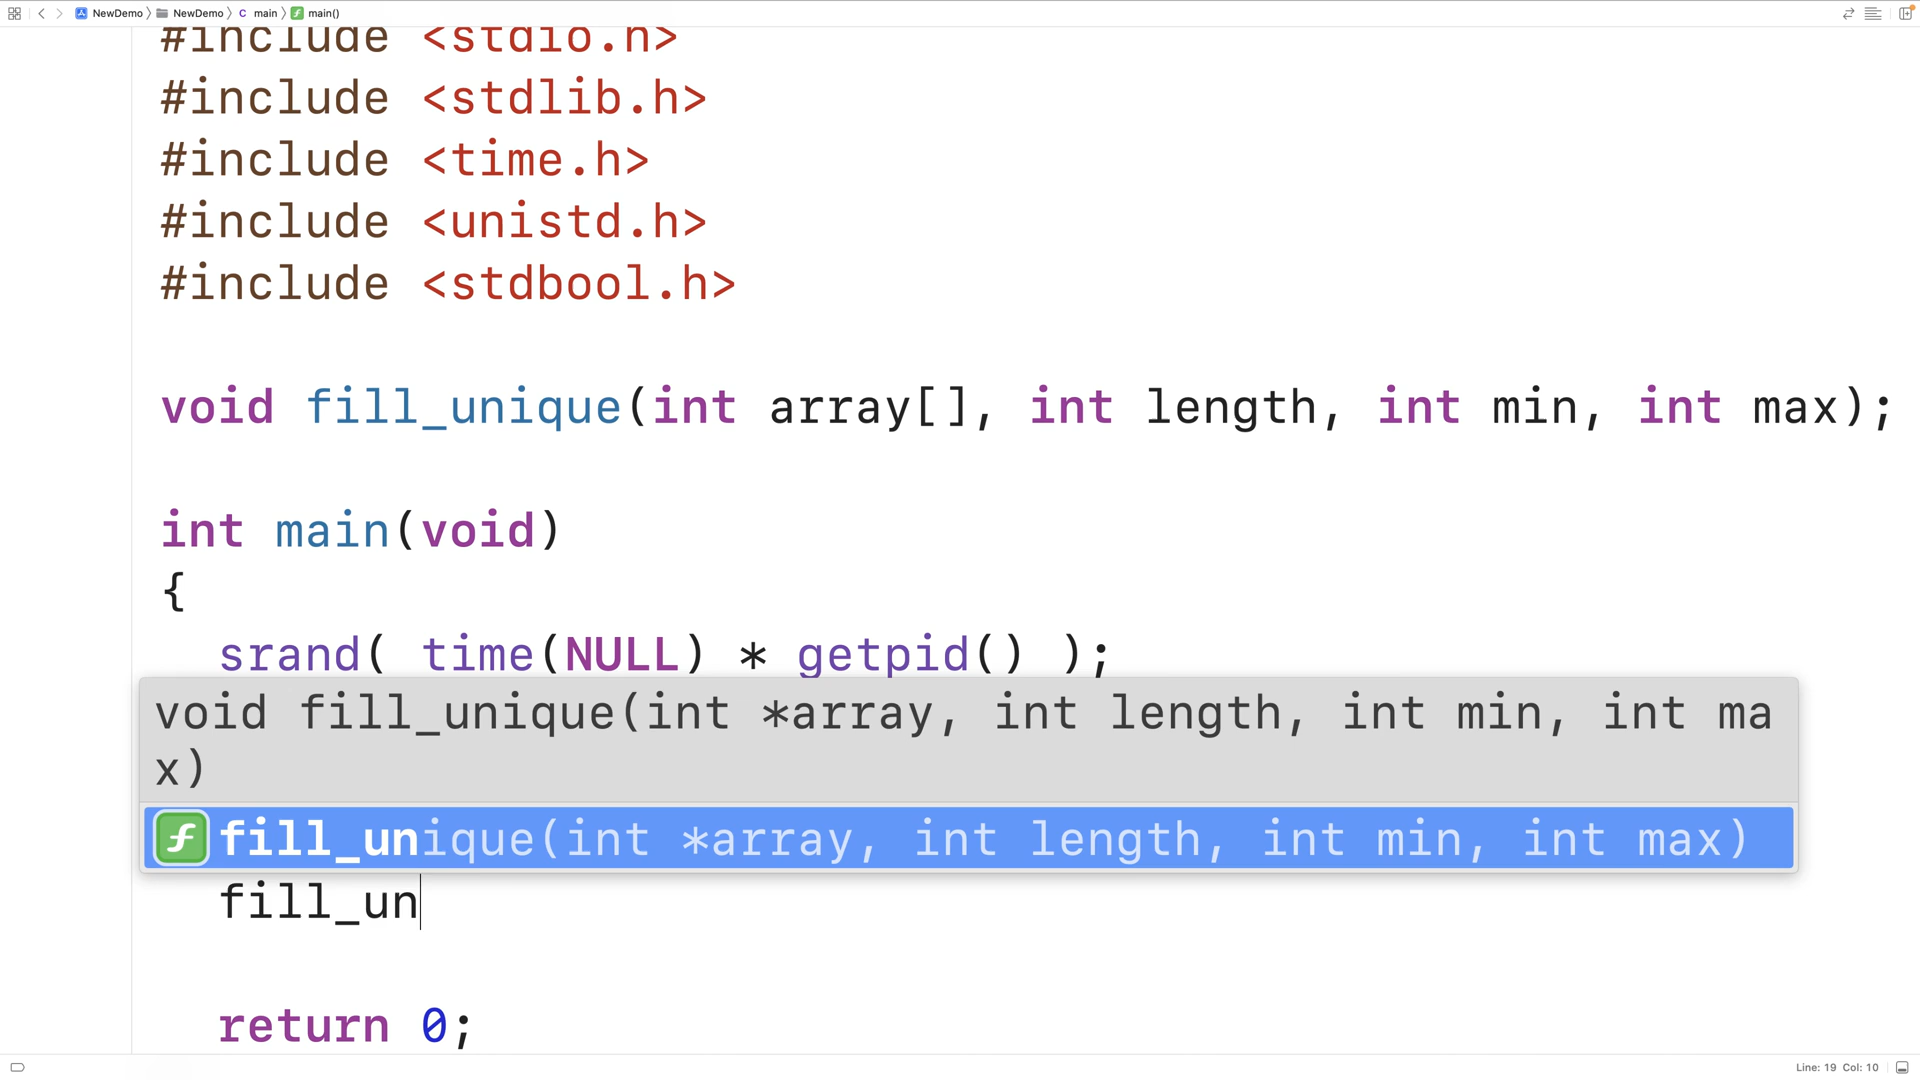 NewDemo 〉 NewDemo 〉 C main 〉 f main()
#include <stdio.h>
#include <stdlib.h>
#include <time.h>
#include <unistd.h>
#include <stdbool.h>
void fill_unique(int array[], int length, int min, int max);
int main(void)
{
srand( time(NULL) * getpid() );
void fill_unique(int *array, int length, int min, int ma
x)
f fill_unique(int *array, int length, int min, int max)
fill_un
return 0;
Line: 19 Col: 10